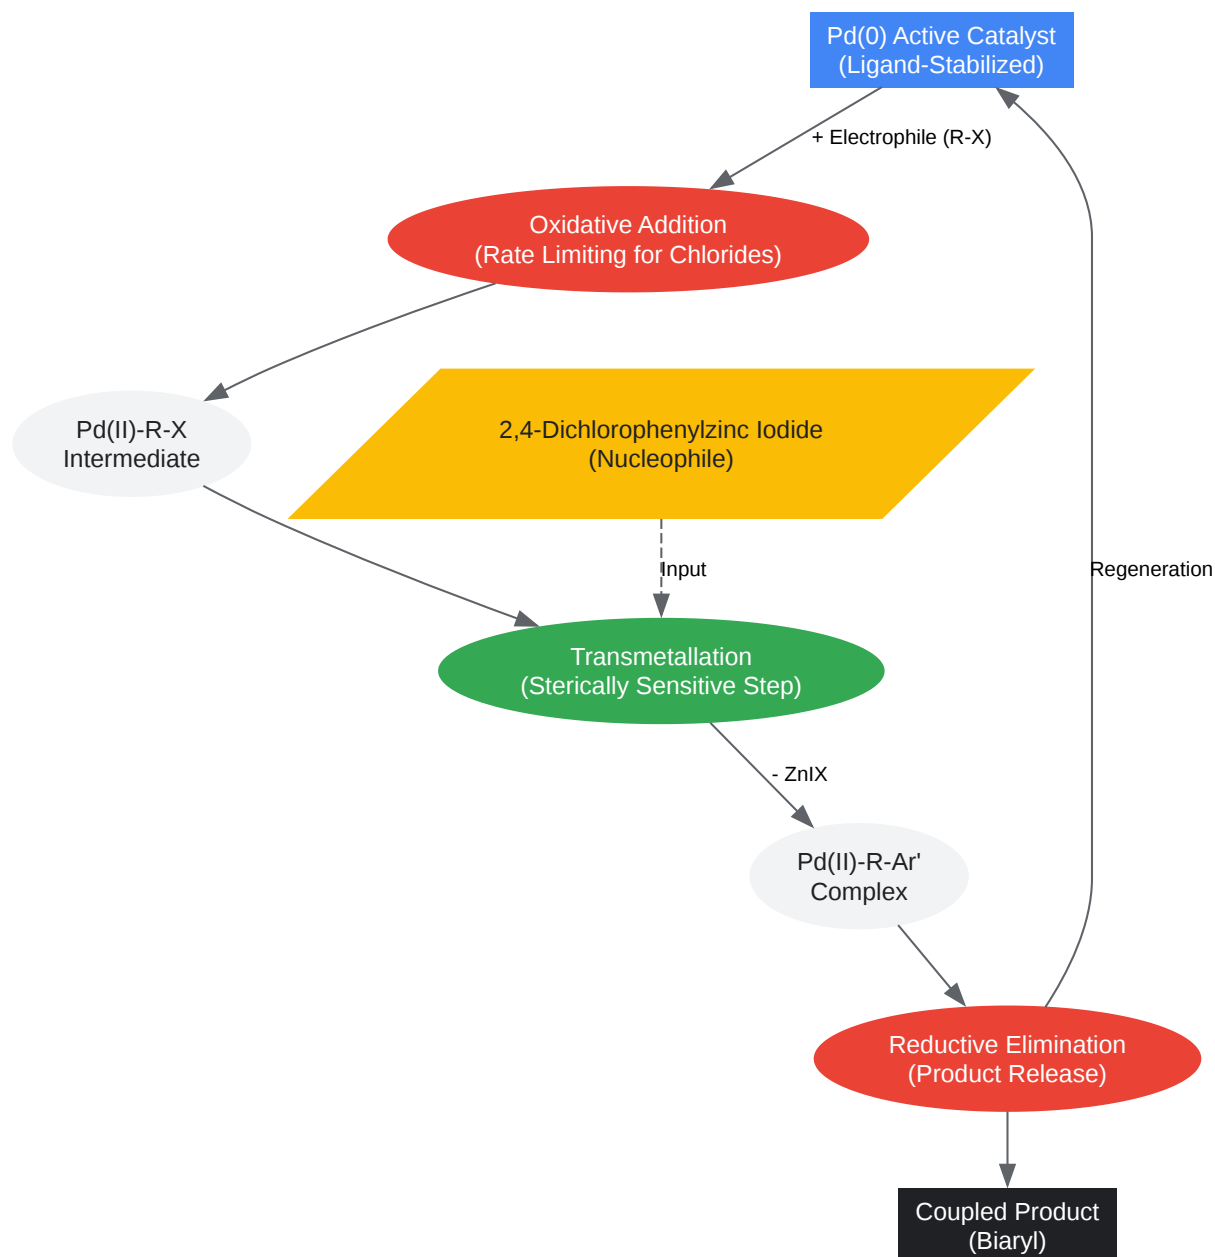 Pd(0) Active Catalyst
(Ligand-Stabilized)
+ Electrophile (R-X)
Oxidative Addition
(Rate Limiting for Chlorides)
Pd(II)-R-X
Intermediate
2,4-Dichlorophenylzinc Iodide
(Nucleophile)
Input
Regeneration
Transmetallation
(Sterically Sensitive Step)
- ZnIX
Pd(II)-R-Ar'
Complex
Reductive Elimination
(Product Release)
Coupled Product
(Biaryl)